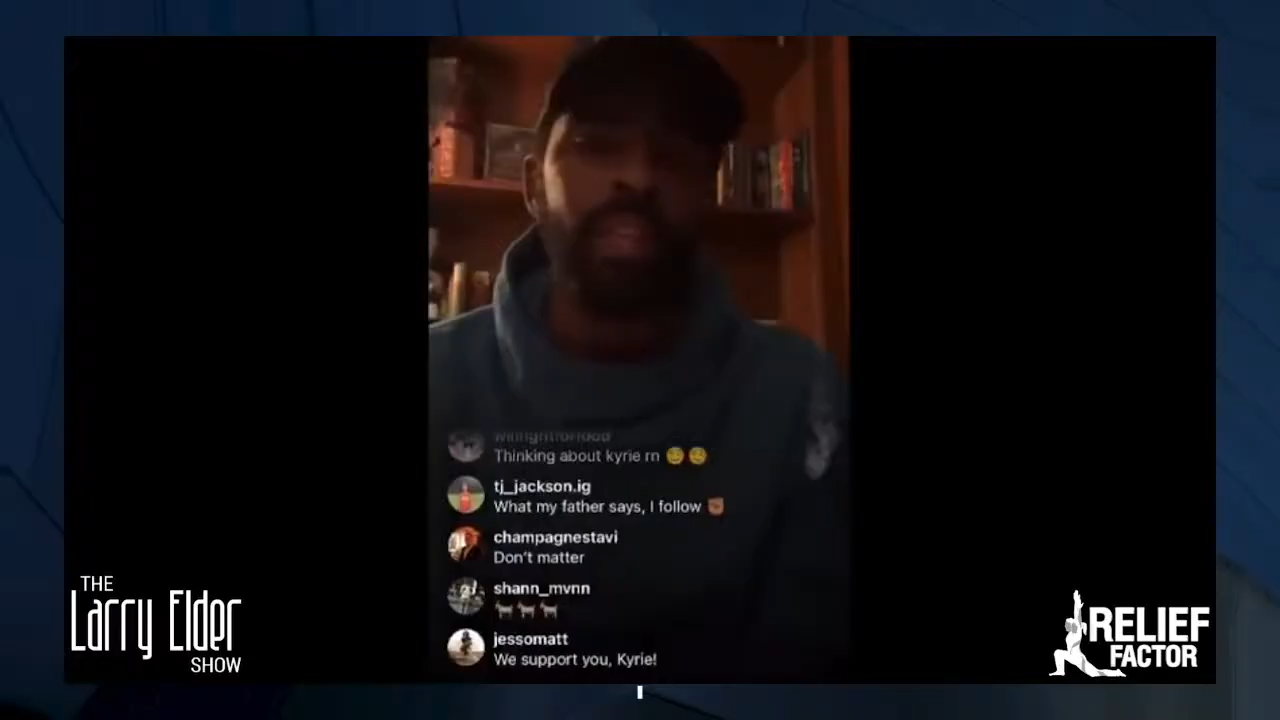 Thinking about kyrie rn
tj_jackson.ig
What my father says, I follow
champagnestavi
Don't matter
shann_mvnn
jessomatt
We support you, Kyrie!
THE
Larry Elder
SHOW
RELIEF
FACTOR